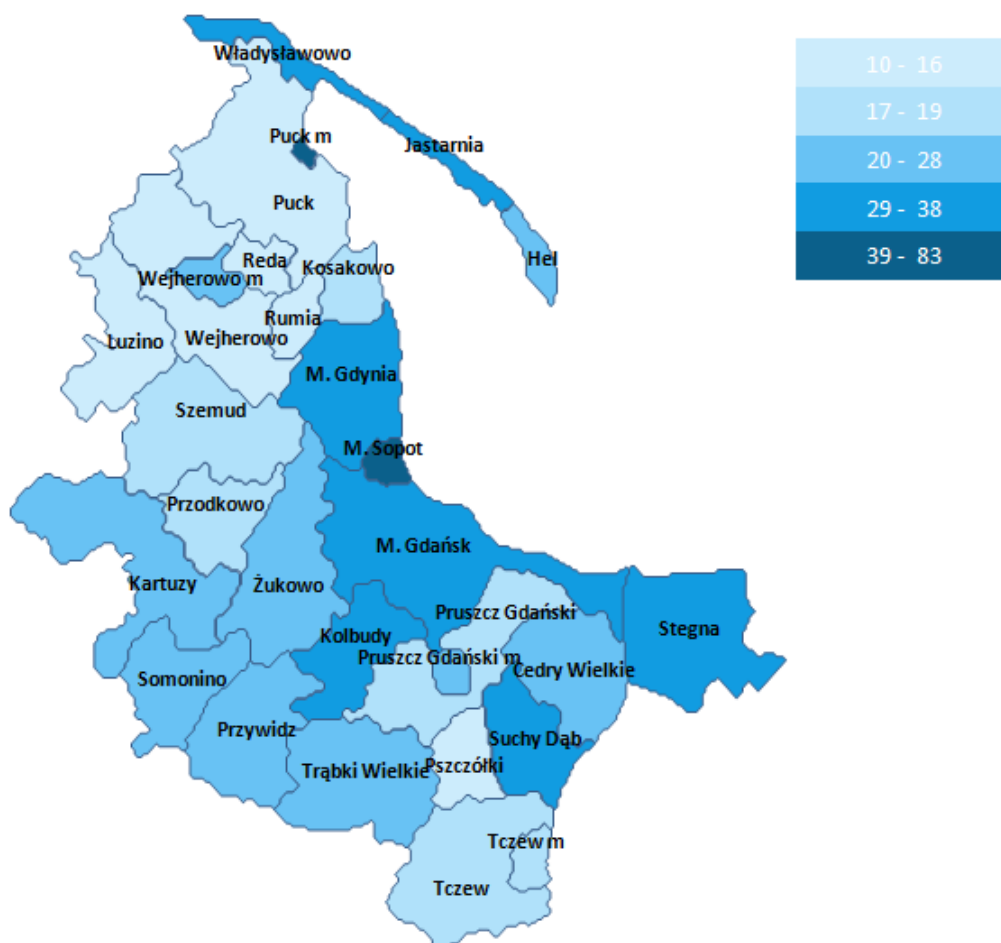 Władysławowo
10 - 16
17 - 19
20 - 28
29 - 38
39 - 83
Puck m
Jastarnia
Puck
Hel
Reda
Kosakowo
Wejherowo m
Rumia
Wejherowo
Luzino
M. Gdynia
Szemud
M. Sopot
Przodkowo
M. Gdańsk
Kartuzy
Żukowo
Pruszcz Gdański
Kolbudy
Stegna
Pruszcz Gdański m
Cedry Wielkie
Somonino
Przywidz
Suchy Dąb
Trąbki Wielkie
Pszczółki
Tczew m
Tczew